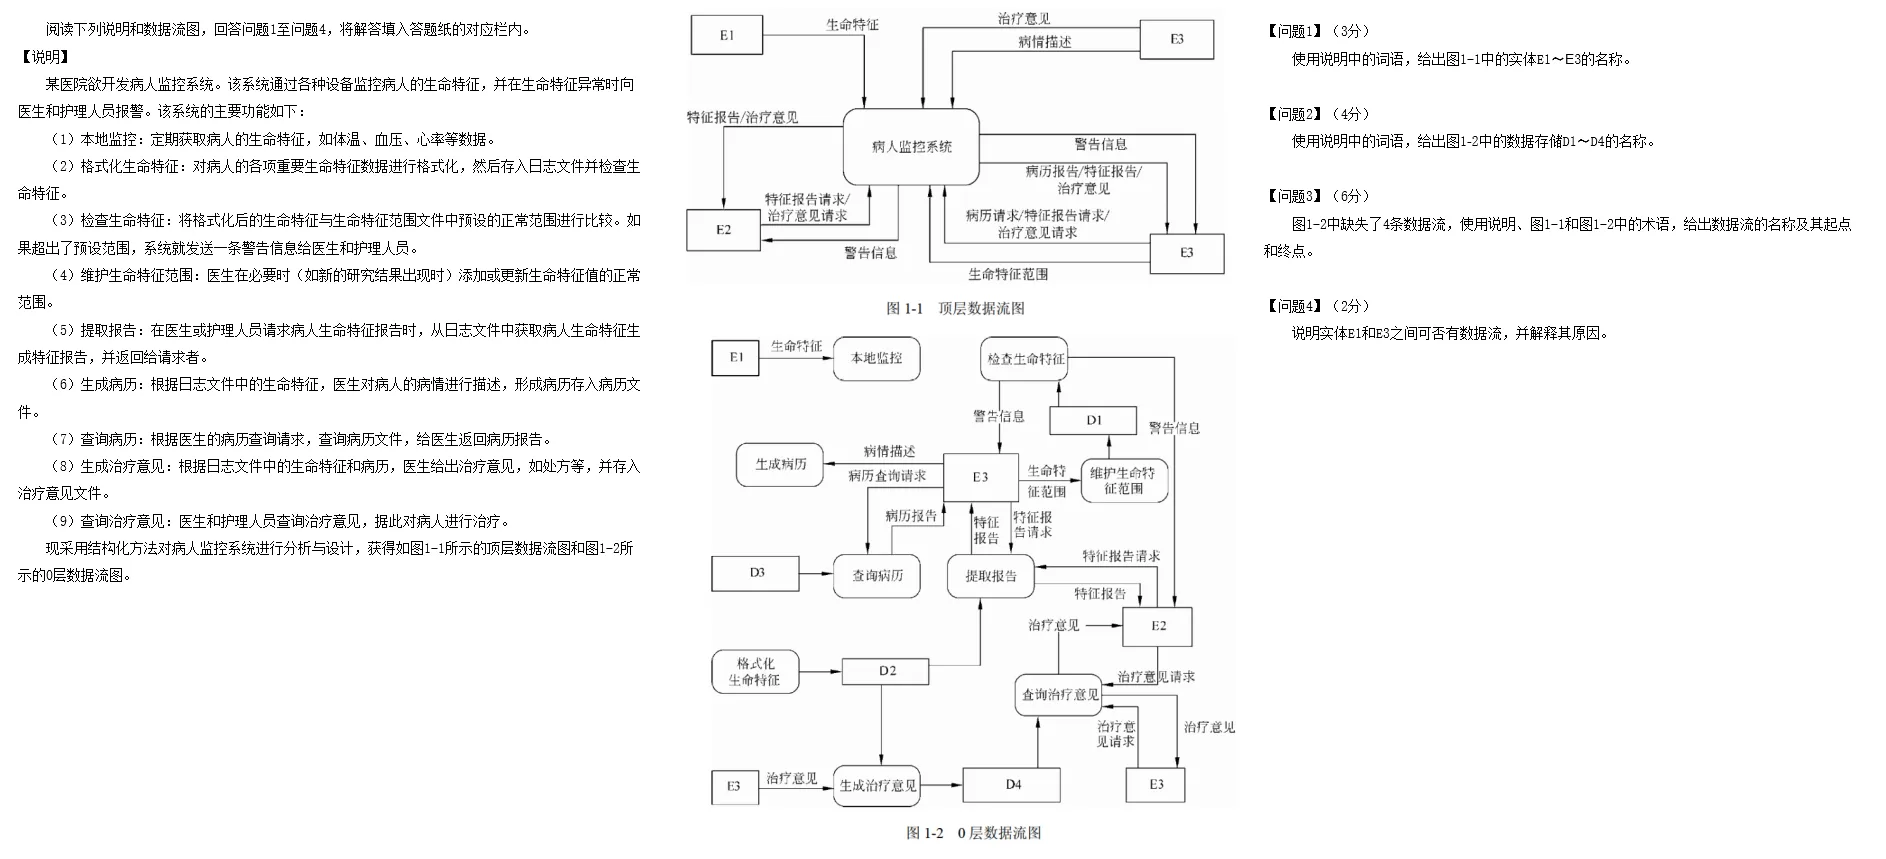 阅读下列说明和数据流图，回答问题1至问题4，将解答填入答题纸的对应栏内。
【说明】
某医院欲开发病人监控系统。该系统通过各种设备监控病人的生命特征，并在生命特征异常时向
医生和护理人员报警。该系统的主要功能如下：
（1）本地监控：定期获取病人的生命特征，如体温、血压、心率等数据。
（2）格式化生命特征：对病人的各项重要生命特征数据进行格式化，然后存入日志文件并检查生
命特征。
（3）检查生命特征：将格式化后的生命特征与生命特征范围文件中预设的正常范围进行比较。如
果超出了预设范围，系统就发送一条警告信息给医生和护理人员。
（4）维护生命特征范围：医生在必要时（如新的研究结果出现时）添加或更新生命特征值的正常
范围。
（5）提取报告：在医生或护理人员请求病人生命特征报告时，从日志文件中获取病人生命特征生
成特征报告，并返回给请求者。
（6）生成病历：根据日志文件中的生命特征，医生对病人的病情进行描述，形成病历存入病历文
件。
（7）查询病历：根据医生的病历查询请求，查询病历文件，给医生返回病历报告。
（8）生成治疗意见：根据日志文件中的生命特征和病历，医生给出治疗意见，如处方等，并存入
治疗意见文件。
（9）查询治疗意见：医生和护理人员查询治疗意见，据此对病人进行治疗。
现采用结构化方法对病人监控系统进行分析与设计，获得如图1-1所示的顶层数据流图和图1-2所
示的0层数据流图。
E1
生命特征
治疗意见
病情描述
E3
特征报告/治疗意见
病人监控系统
警告信息
病历报告/特征报告/
治疗意见
特征报告请求/
治疗意见请求
E2
警告信息
病历请求/特征报告请求/
治疗意见请求
E3
生命特征范围
图 1-1 顶层数据流图
E1
生命特征
本地监控
检查生命特征
警告信息
D1
警告信息
生成病历
病情描述
病历查询请求
E3
生命特
征范围
维护生命特
征范围
病历报告
特征
报告
特征报
告请求
D3
查询病历
提取报告
特征报告请求
特征报告
治疗意见
E2
格式化
生命特征
D2
治疗意见请求
查询治疗意见
治疗意
见请求
治疗意见
E3
治疗意见
生成治疗意见
D4
E3
图 1-2 0 层数据流图
【问题1】（3分）
使用说明中的词语，给出图1-1中的实体E1～E3的名称。
【问题2】（4分）
使用说明中的词语，给出图1-2中的数据存储D1～D4的名称。
【问题3】（6分）
图1-2中缺失了4条数据流，使用说明、图1-1和图1-2中的术语，给出数据流的名称及其起点
和终点。
【问题4】（2分）
说明实体E1和E3之间可否有数据流，并解释其原因。